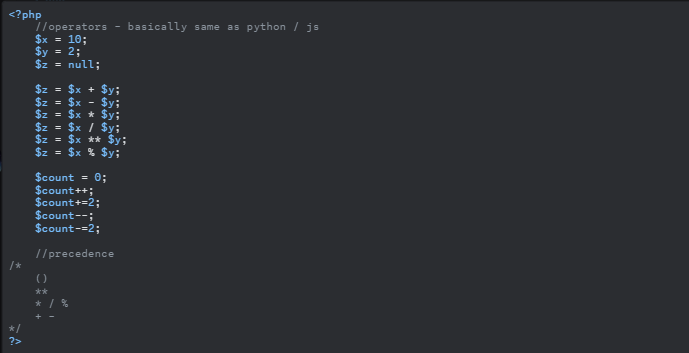 <?php
//operators - basically same as python / js
$x = 10;
$y = 2;
$z = null;
$z = $x + $y;
$z = $x - $y;
$z = $x * $y;
$z = $x / $y;
$z = $x ** $y;
$z = $x % $y;
$count = 0;
$count++;
$count+=2;
$count--;
$count-=2;
//precedence
/*
()
**
* / %
+ -
*/
?>